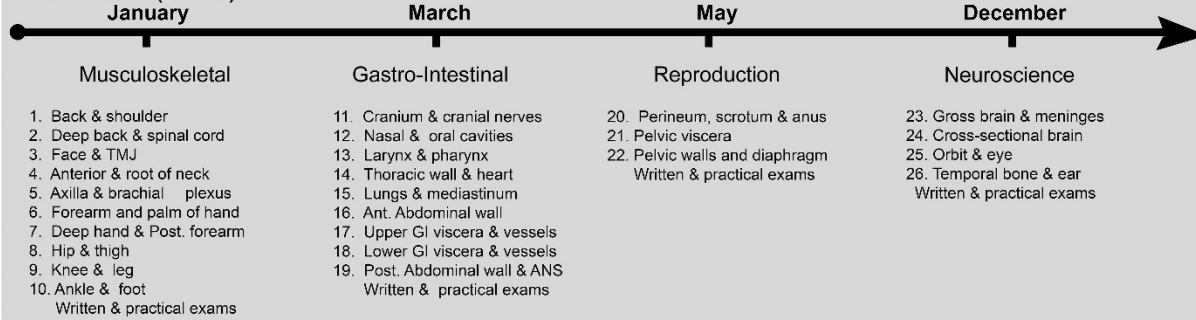 January
March
May
December
Musculoskeletal
Gastro-Intestinal
Reproduction
Neuroscience
1. Back & shoulder
2. Deep back & spinal cord
3. Face & TMJ
4. Anterior & root of neck
5. Axilla & brachial plexus
6. Forearm and palm of hand
7. Deep hand & Post. forearm
8. Hip & thigh
9. Knee & leg
10. Ankle & foot
Written & practical exams
11. Cranium & cranial nerves
12. Nasal & oral cavities
13. Larynx & pharynx
14. Thoracic wall & heart
15. Lungs & mediastinum
16. Ant. Abdominal wall
17. Upper GI viscera & vessels
18. Lower GI viscera & vessels
19. Post. Abdominal wall & ANS
Written & practical exams
20. Perineum, scrotum & anus
21. Pelvic viscera
22. Pelvic walls and diaphragm
Written & practical exams
23. Gross brain & meninges
24. Cross-sectional brain
25. Orbit & eye
26. Temporal bone & ear
Written & practical exams